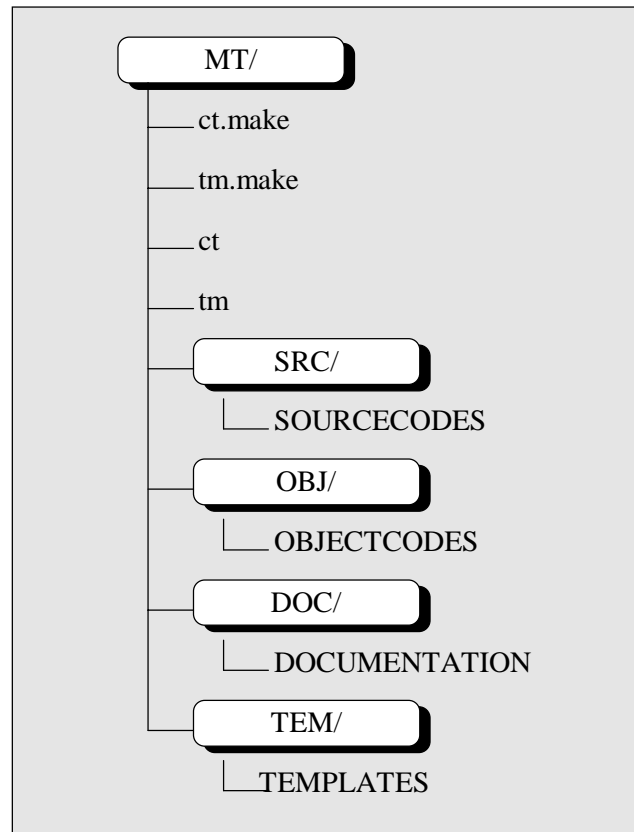 MT/
ct.make
tm.make
ct
tm
SRC/
SOURCECODES
OBJ/
OBJECTCODES
DOC/
DOCUMENTATION
TEM/
TEMPLATES